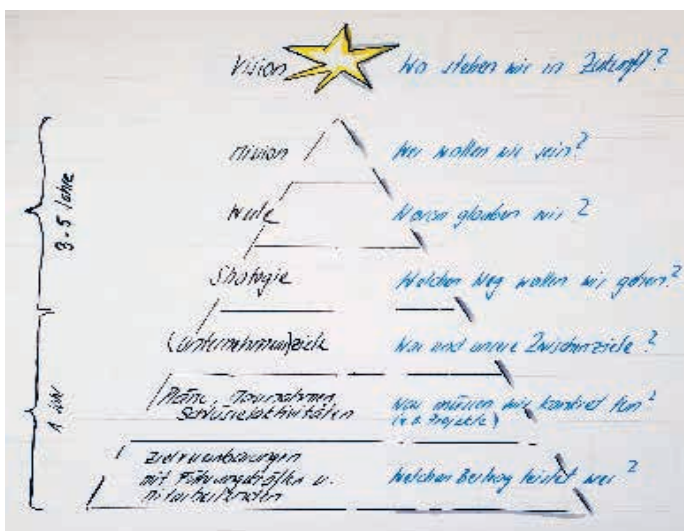 Vision Wo stehen wir in Zukunft?
Mission Wer wollen wir sein?
Werte Woran glauben wir?
Strategie Welchen Weg wollen wir gehen?
(Unternehmens)ziele Was sind unsere Zwischenziele?
Pläne, Massnahmen, Was müssen wir konkret tun?
Schlüsselaktivitäten (z.B. Projekte)
Zielvereinbarungen
mit Führungskräften u. Welchen Beitrag leistet wer?
Mitarbeitenden
3-5 Jahre
1 Jahr